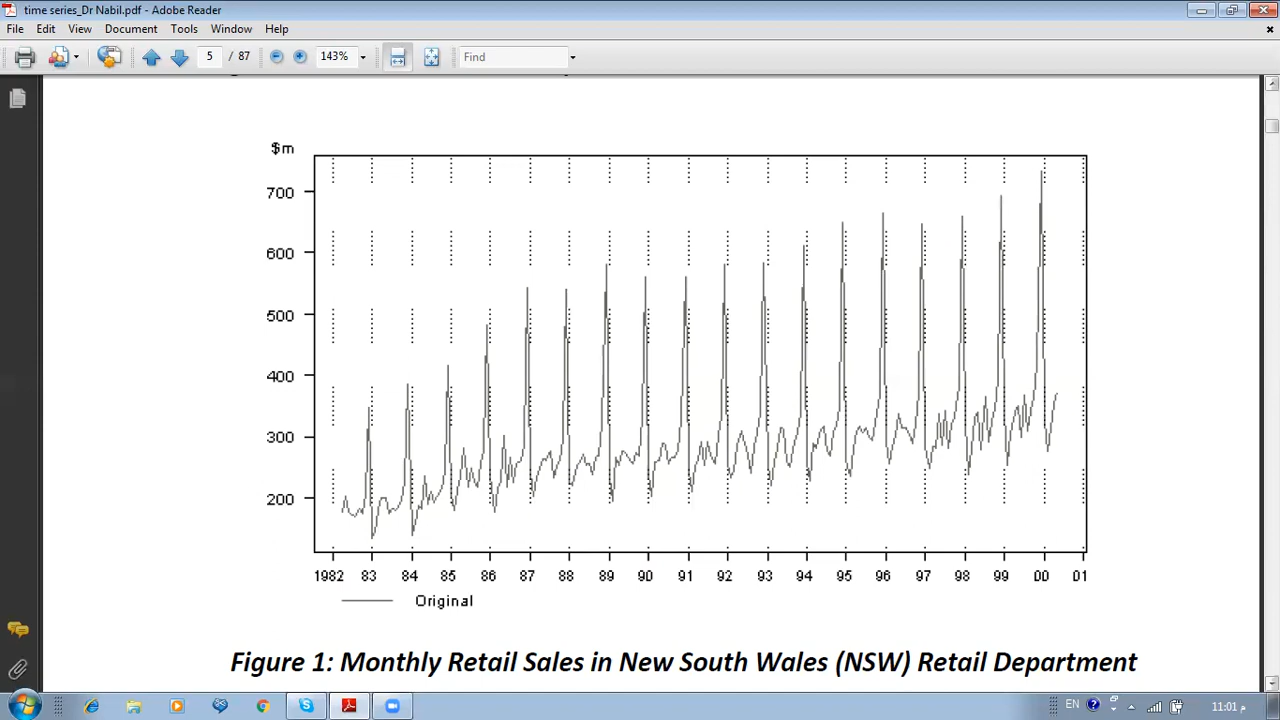 time series_Dr Nabil.pdf - Adobe Reader
File Edit View Document Tools Window Help
5 / 87 143% Find
$m
700
600
500
400
300
200
1982 83 84 85 86 87 88 89 90 91 92 93 94 95 96 97 98 99 00 01
Original
Figure 1: Monthly Retail Sales in New South Wales (NSW) Retail Department
EN 11:01 م